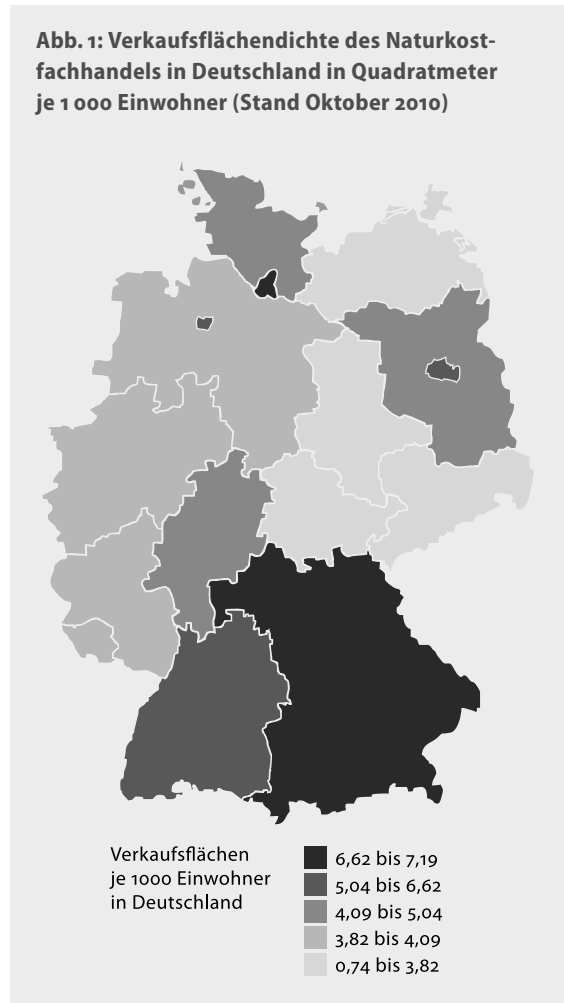 Abb. 1: Verkaufsflächendichte des Naturkost-
fachhandels in Deutschland in Quadratmeter
je 1 000 Einwohner (Stand Oktober 2010)
Verkaufsflächen
je 1000 Einwohner
in Deutschland
6,62 bis 7,19
5,04 bis 6,62
4,09 bis 5,04
3,82 bis 4,09
0,74 bis 3,82